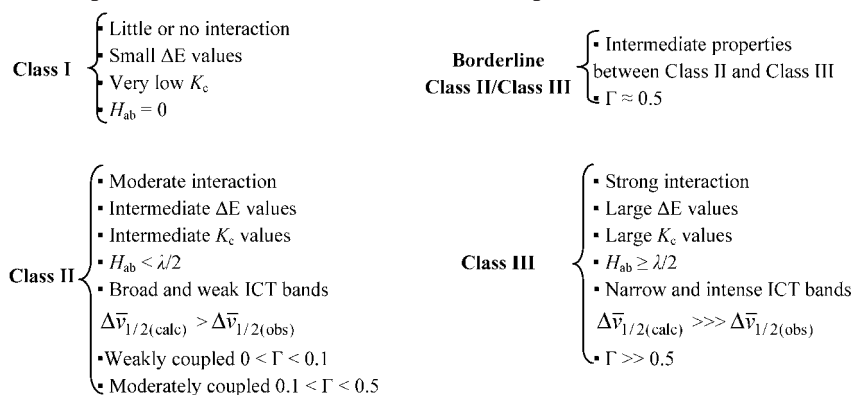 Class I
▪ Little or no interaction
▪ Small ΔE values
▪ Very low Kc
▪ Hab = 0
Borderline
Class II/Class III
▪ Intermediate properties
between Class II and Class III
▪ Γ ≈ 0.5
Class II
▪ Moderate interaction
▪ Intermediate ΔE values
▪ Intermediate Kc values
▪ Hab < λ/2
▪ Broad and weak ICT bands
Δν̅1/2(calc) > Δν̅1/2(obs)
▪Weakly coupled 0 < Γ < 0.1
▪ Moderately coupled 0.1 < Γ < 0.5
Class III
▪ Strong interaction
▪ Large ΔE values
▪ Large Kc values
▪ Hab ≥ λ/2
▪ Narrow and intense ICT bands
Δν̅1/2(calc) >>> Δν̅1/2(obs)
▪ Γ >> 0.5